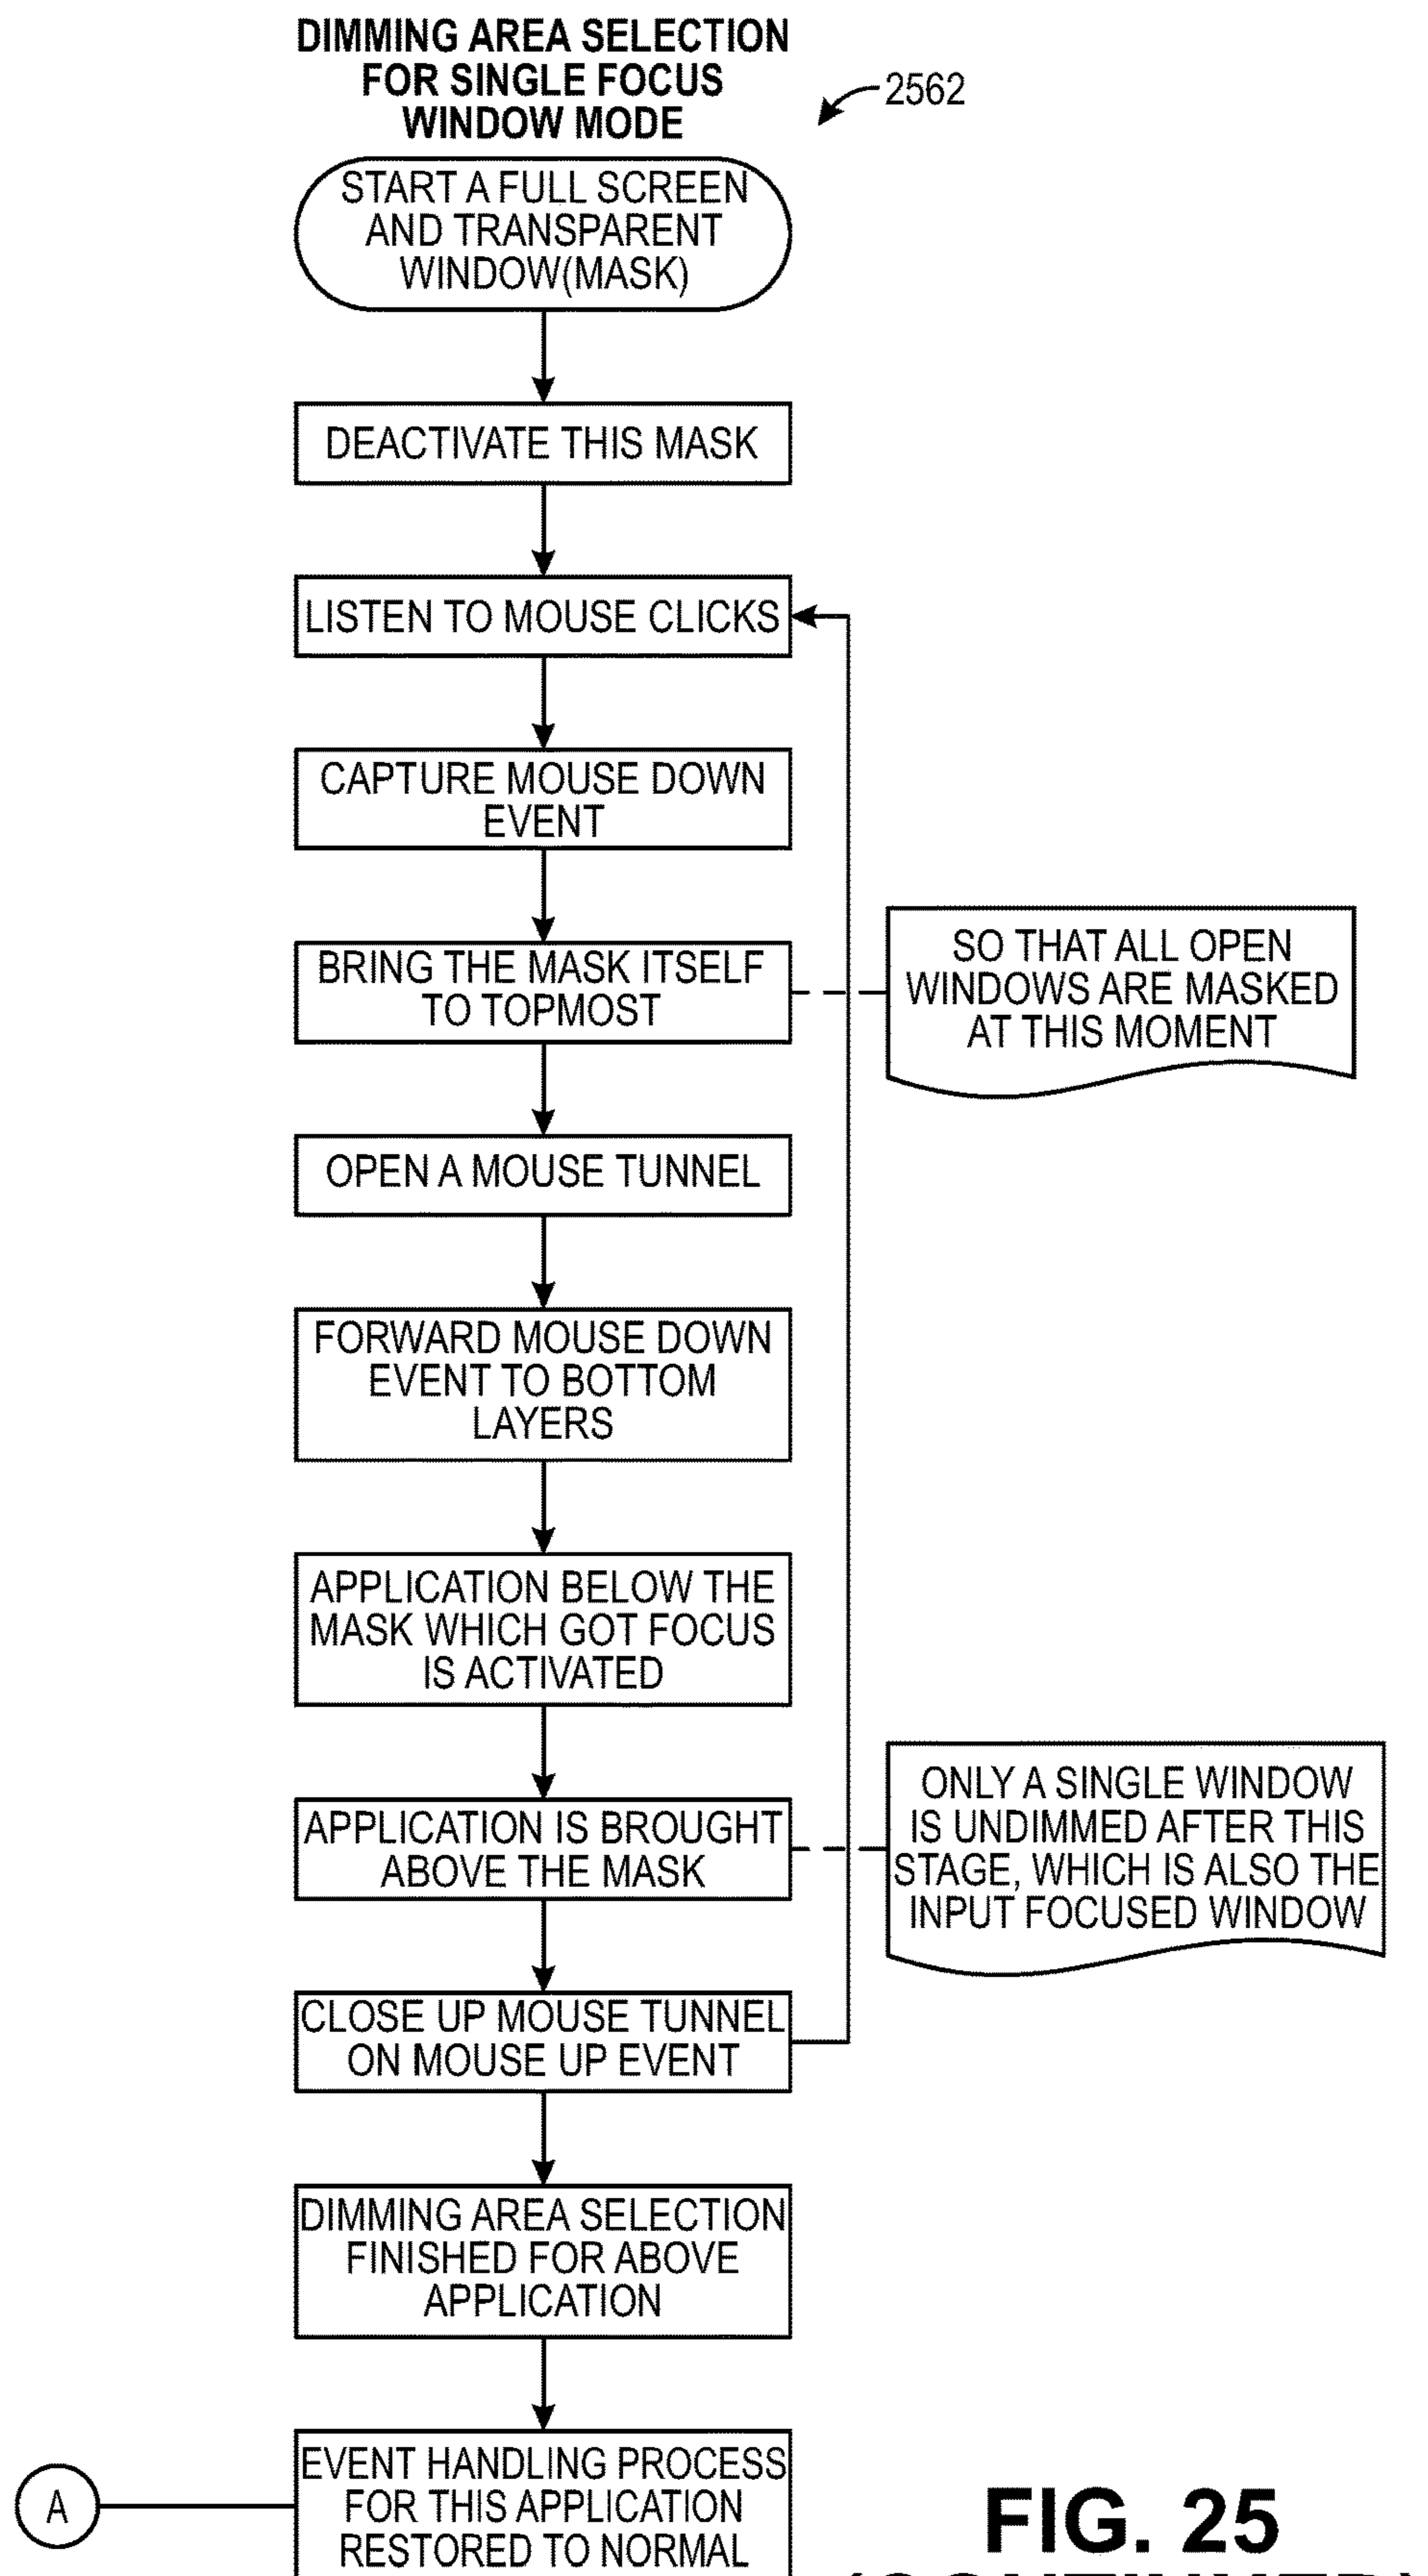 DIMMING AREA SELECTION
FOR SINGLE FOCUS
WINDOW MODE
2562
START A FULL SCREEN
AND TRANSPARENT
WINDOW(MASK)
DEACTIVATE THIS MASK
LISTEN TO MOUSE CLICKS
CAPTURE MOUSE DOWN
EVENT
BRING THE MASK ITSELF
TO TOPMOST
SO THAT ALL OPEN
WINDOWS ARE MASKED
AT THIS MOMENT
OPEN A MOUSE TUNNEL
FORWARD MOUSE DOWN
EVENT TO BOTTOM
LAYERS
APPLICATION BELOW THE
MASK WHICH GOT FOCUS
IS ACTIVATED
APPLICATION IS BROUGHT
ABOVE THE MASK
ONLY A SINGLE WINDOW
IS UNDIMMED AFTER THIS
STAGE, WHICH IS ALSO THE
INPUT FOCUSED WINDOW
CLOSE UP MOUSE TUNNEL
ON MOUSE UP EVENT
DIMMING AREA SELECTION
FINISHED FOR ABOVE
APPLICATION
A
EVENT HANDLING PROCESS
FOR THIS APPLICATION
RESTORED TO NORMAL
FIG. 25